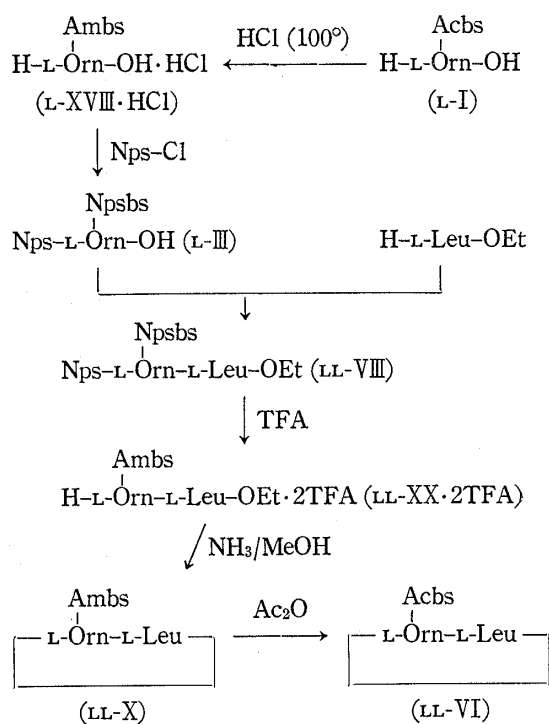 Ambs
Acbs
HCl (100°)
H–L-Orn–OH·HCl
H–L-Orn–OH
(L-XVIII·HCl)
(L-I)
Nps–Cl
Npsbs
Nps–L-Orn–OH (L-III)
H–L-Leu–OEt
Npsbs
Nps–L-Orn–L-Leu–OEt (LL-VIII)
TFA
Ambs
H–L-Orn–L-Leu–OEt·2TFA (LL-XX·2TFA)
NH₃/MeOH
Ambs
Acbs
Ac₂O
L-Orn–L-Leu
L-Orn–L-Leu
(LL-X)
(LL-VI)